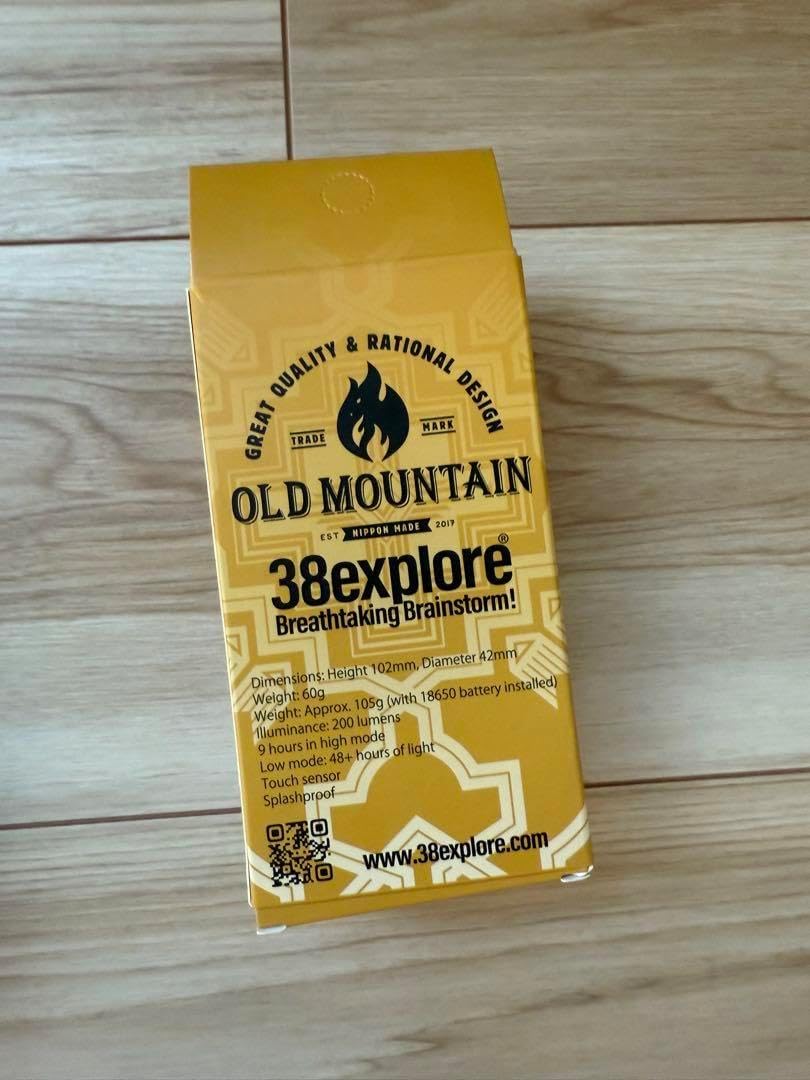 GREAT QUALITY & RATIONAL DESIGN
TRADE MARK
OLD MOUNTAIN
EST NIPPON MADE 2017
38explore®
Breathtaking Brainstorm!
Dimensions: Height 102mm, Diameter 42mm
Weight: 60g
Weight: Approx. 105g (with 18650 battery installed)
Illuminance: 200 lumens
9 hours in high mode
Low mode: 48+ hours of light
Touch sensor
Splashproof
www.38explore.com